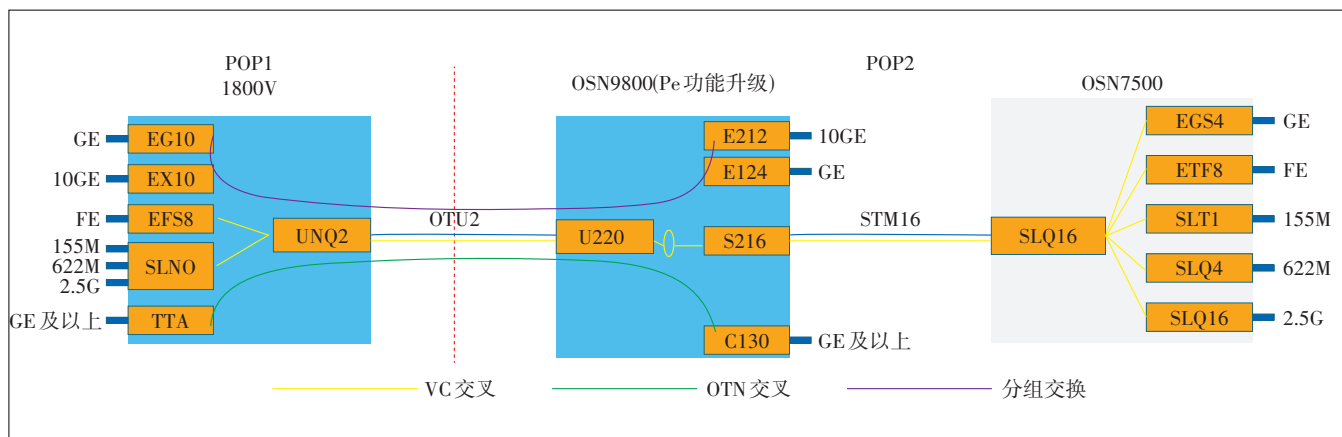 POP1
1800V
POP2
OSN9800(Pe功能升级)
OSN7500
GE
EG10
10GE
EX10
FE
EFS8
155M
622M
2.5G
SLNO
GE及以上
TTA
UNQ2
OTU2
U220
E212
10GE
E124
GE
S216
C130
GE及以上
STM16
SLQ16
EGS4
GE
ETF8
FE
SLT1
155M
SLQ4
622M
SLQ16
2.5G
VC交叉
OTN交叉
分组交换